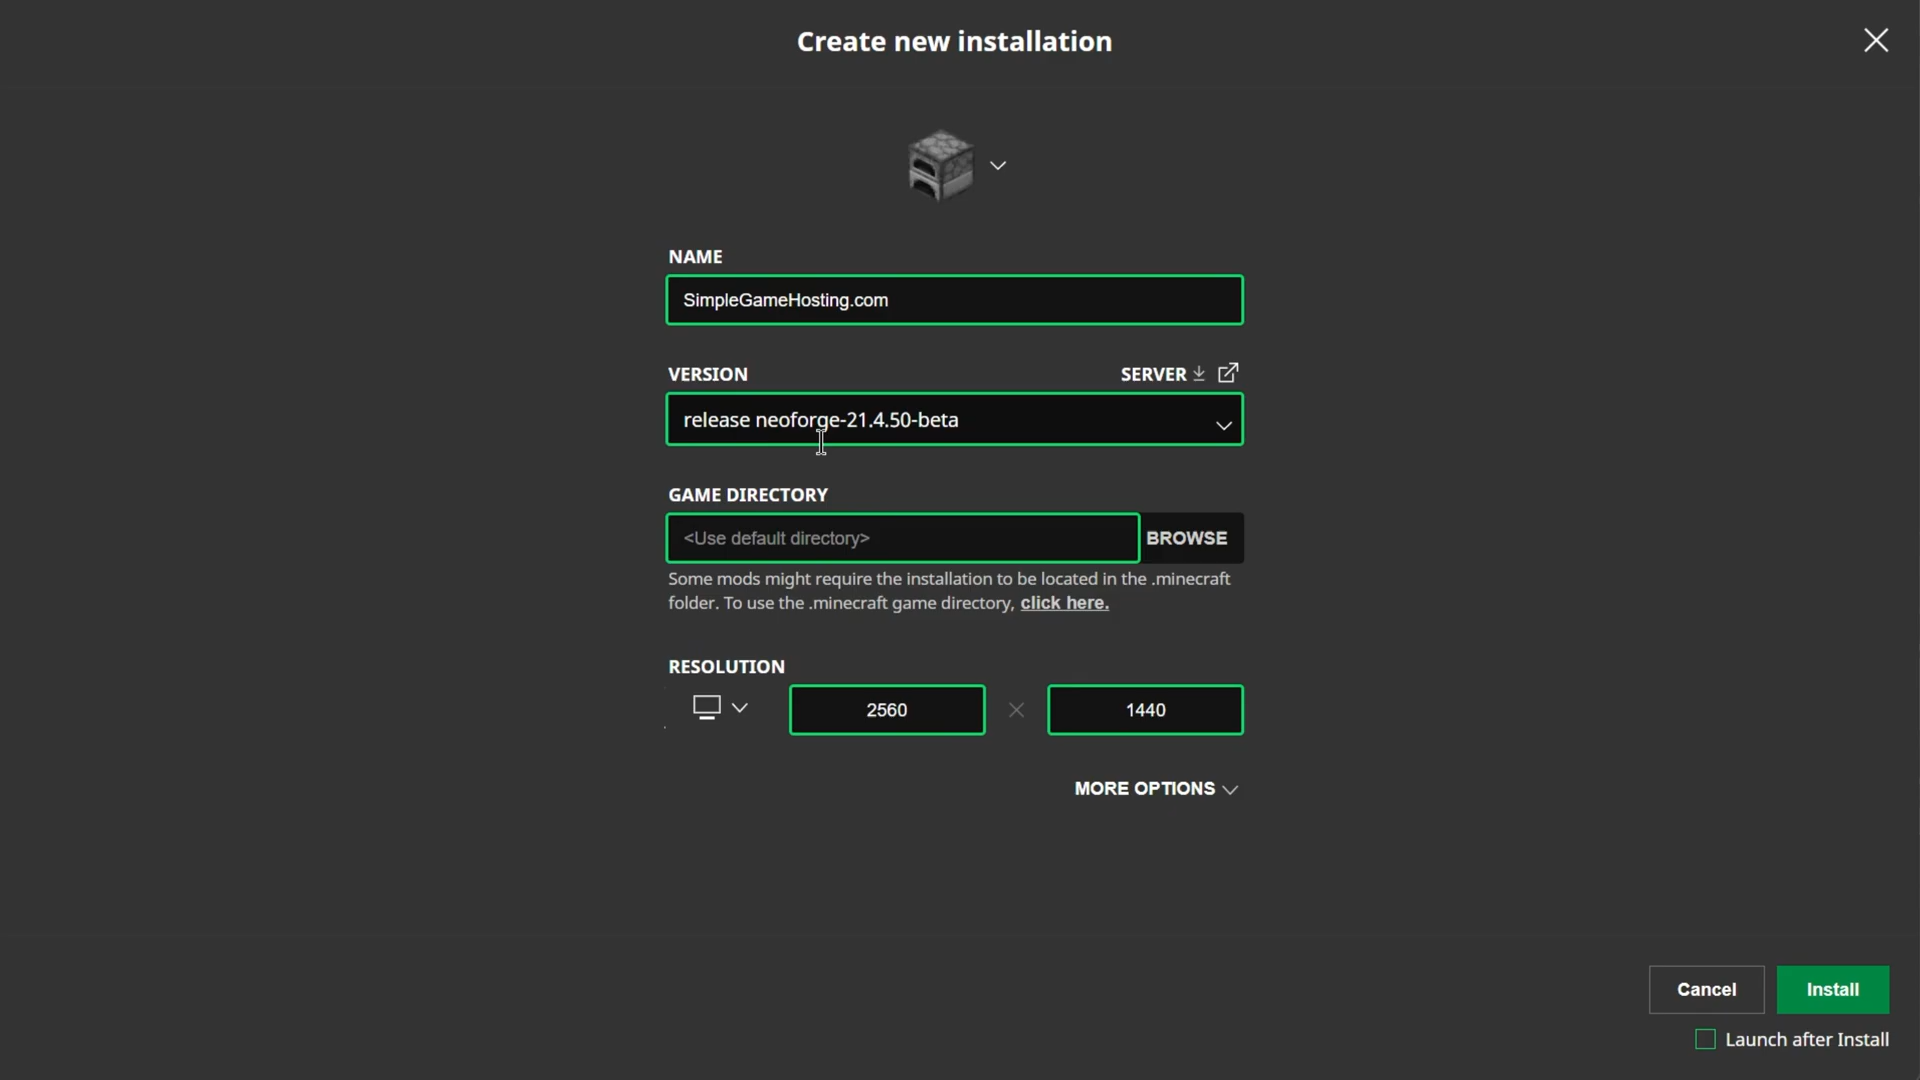 Create new installation
NAME
SimpleGameHosting.com
VERSION
SERVER
release neoforge-21.4.50-beta
GAME DIRECTORY
<Use default directory>
BROWSE
Some mods might require the installation to be located in the .minecraft
folder. To use the .minecraft game directory, click here.
RESOLUTION
2560
1440
MORE OPTIONS
Cancel
Install
Launch after Install